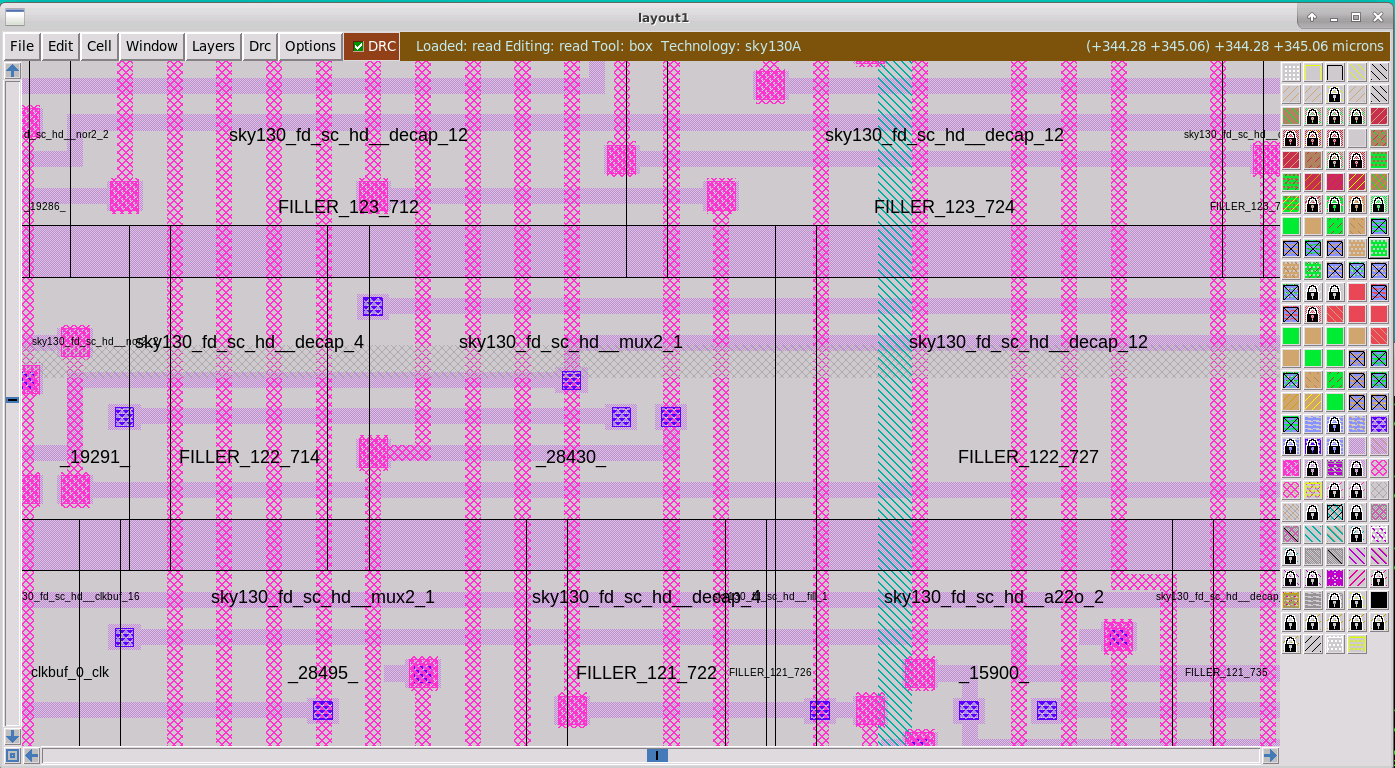 layout1
File Edit Cell Window Layers Drc Options DRC Loaded: read Editing: read Tool: box Technology: sky130A (+344.28 +345.06) +344.28 +345.06 microns
d_sc_hd__nor2_2 sky130_fd_sc_hd__decap_12 sky130_fd_sc_hd__decap_12 sky130_fd_sc_hd__
_19286_ FILLER_123_712 FILLER_123_724 FILLER_123_7
sky130_fd_sc_hd__no sky130_fd_sc_hd__decap_4 sky130_fd_sc_hd__mux2_1 sky130_fd_sc_hd__decap_12
_19291_ FILLER_122_714 _28430_ FILLER_122_727
30_fd_sc_hd__clkbuf_16 sky130_fd_sc_hd__mux2_1 sky130_fd_sc_hd__decap_4 sc_hd__fill_1 sky130_fd_sc_hd__a22o_2 sky130_fd_sc_hd__decap
clkbuf_0_clk _28495_ FILLER_121_722 FILLER_121_726 _15900_ FILLER_121_735